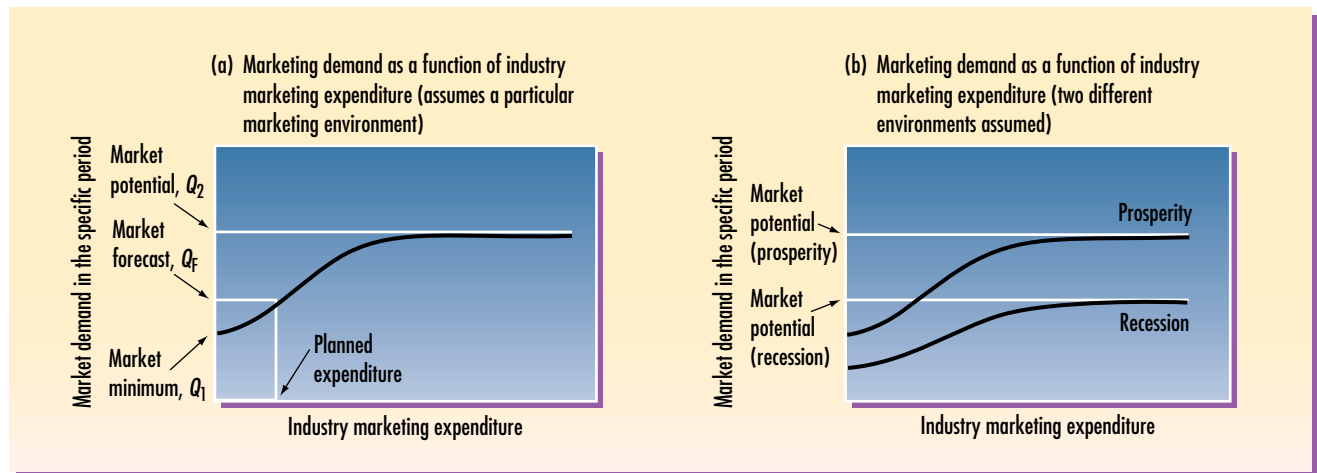 (a) Marketing demand as a function of industry
marketing expenditure (assumes a particular
marketing environment)
Market demand in the specific period
Market
potential, Q2
Market
forecast, QF
Market
minimum, Q1
Planned
expenditure
Industry marketing expenditure
(b) Marketing demand as a function of industry
marketing expenditure (two different
environments assumed)
Market demand in the specific period
Market
potential
(prosperity)
Market
potential
(recession)
Prosperity
Recession
Industry marketing expenditure